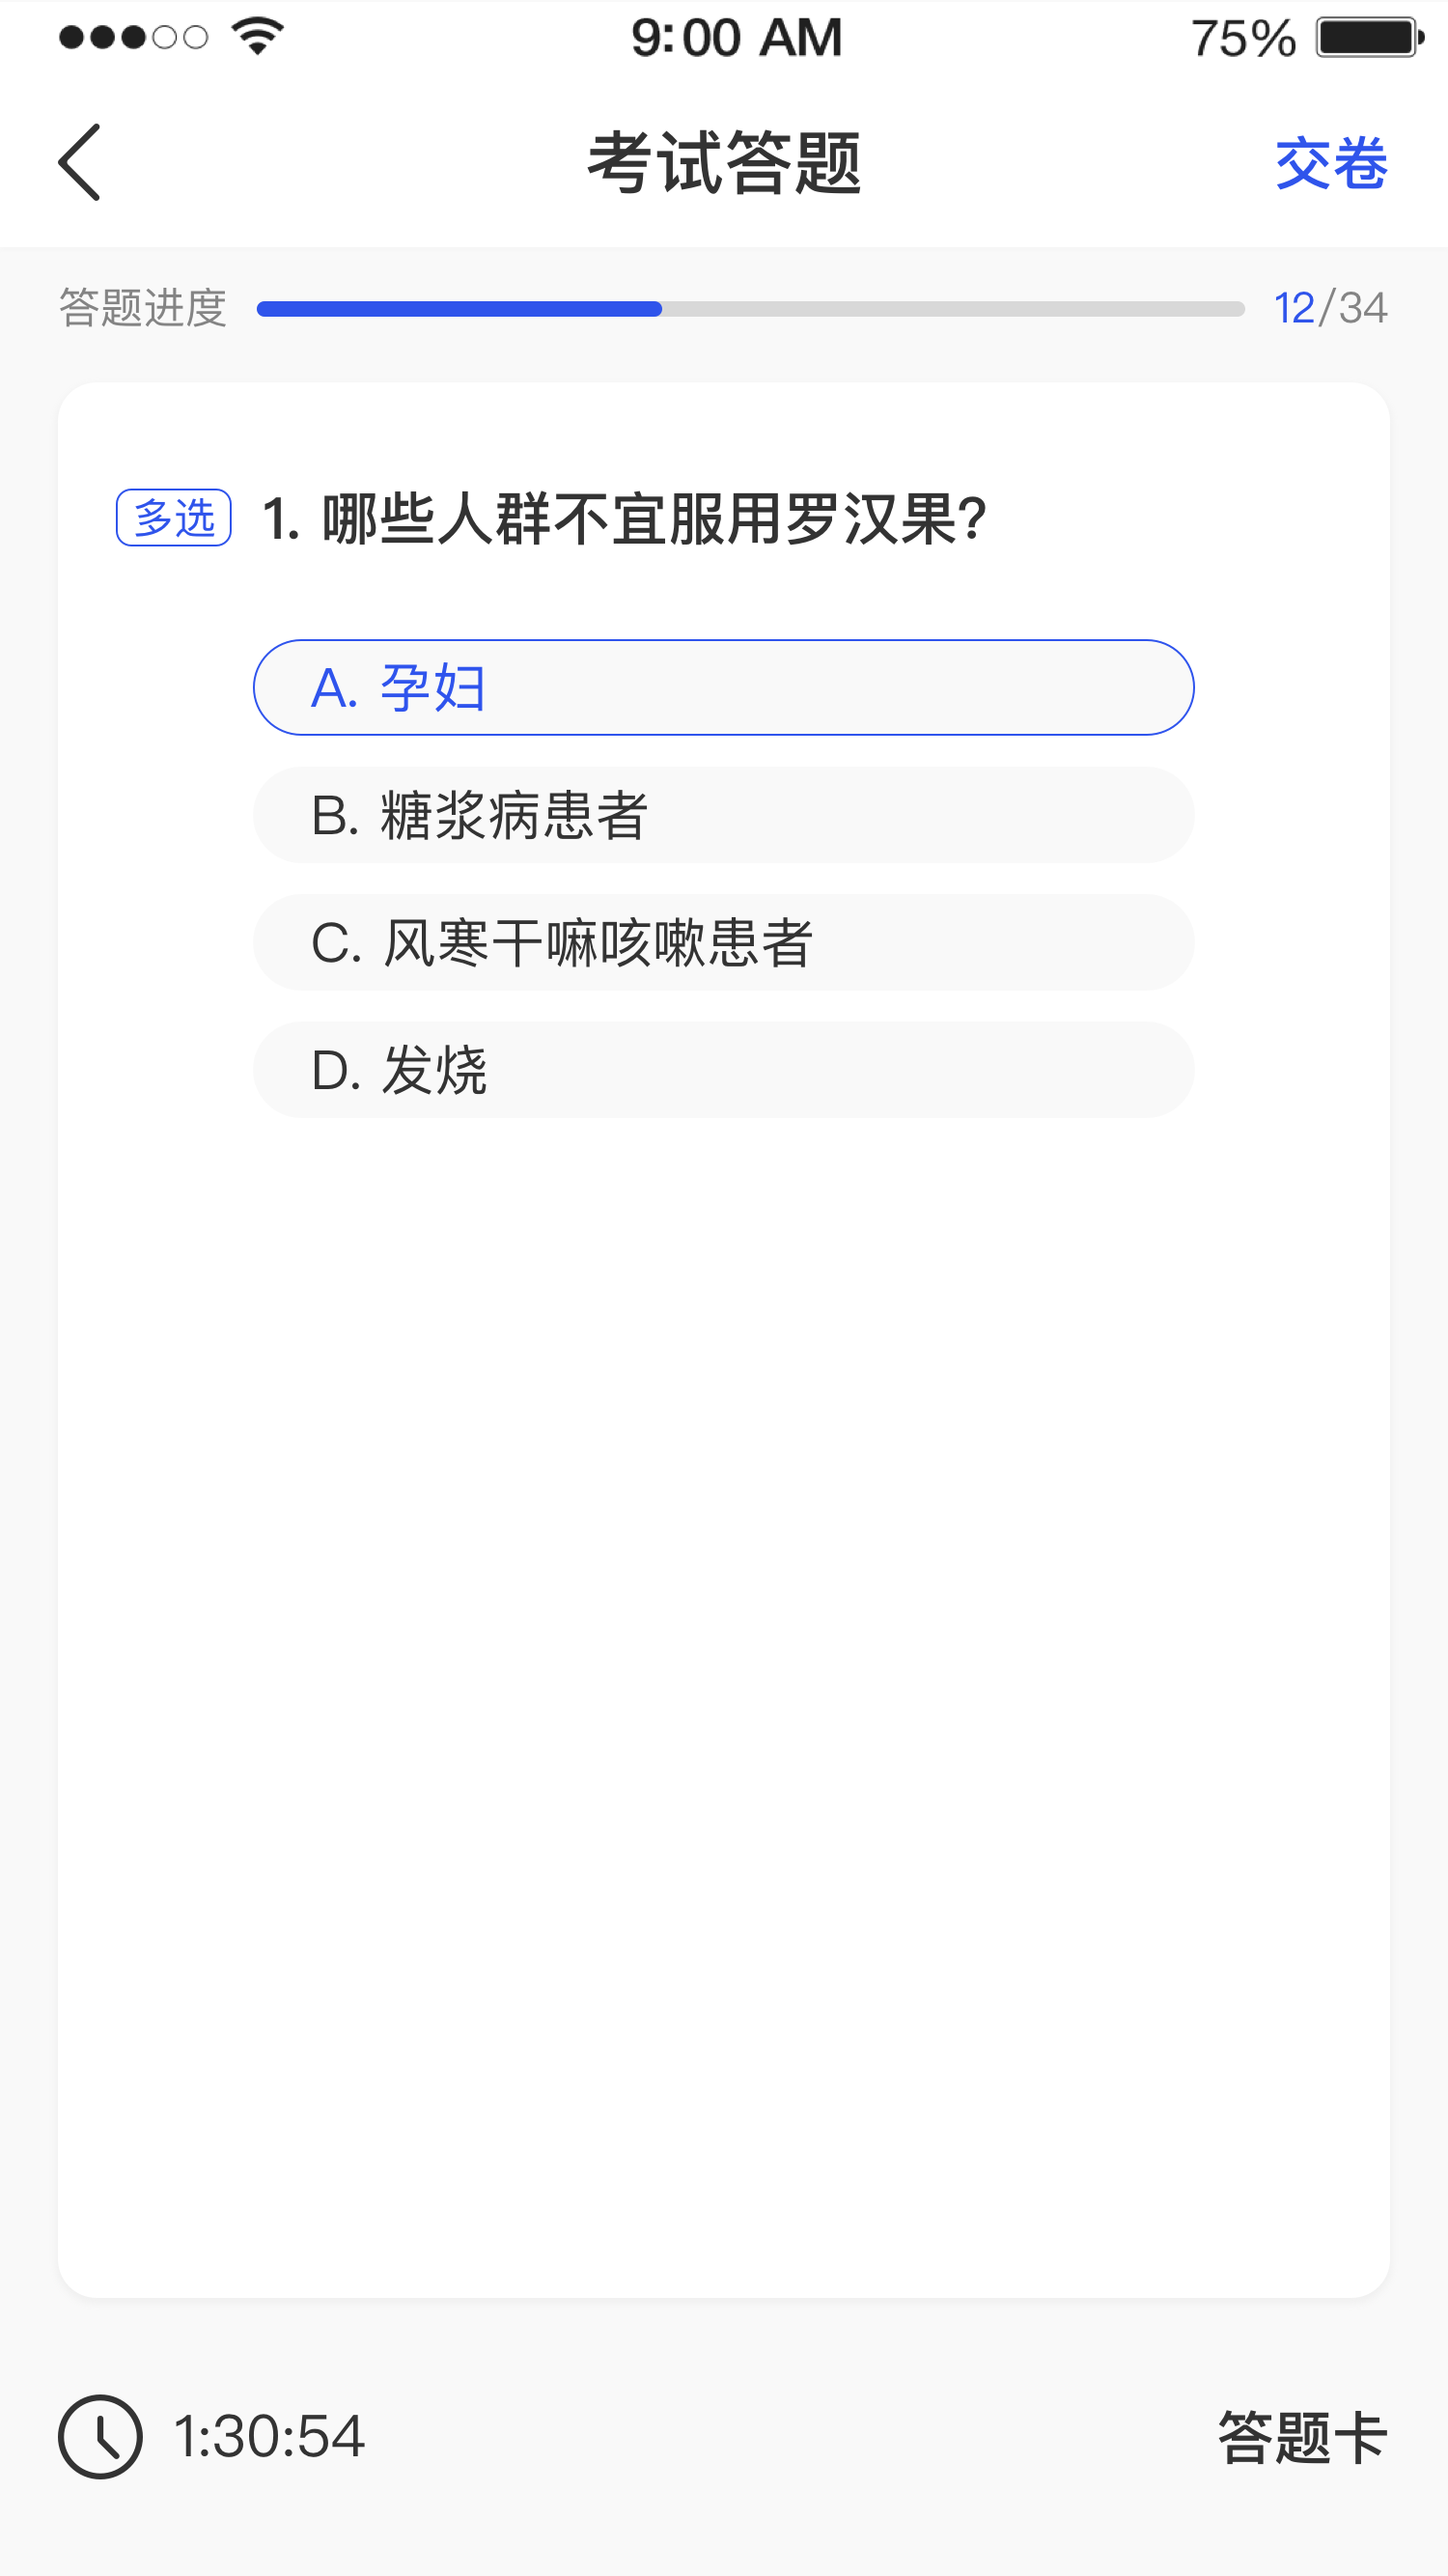 9:00 AM
75%
考试答题
交卷
答题进度
12/34
多选
1. 哪些人群不宜服用罗汉果?
A. 孕妇
B. 糖浆病患者
C. 风寒干嘛咳嗽患者
D. 发烧
1:30:54
答题卡